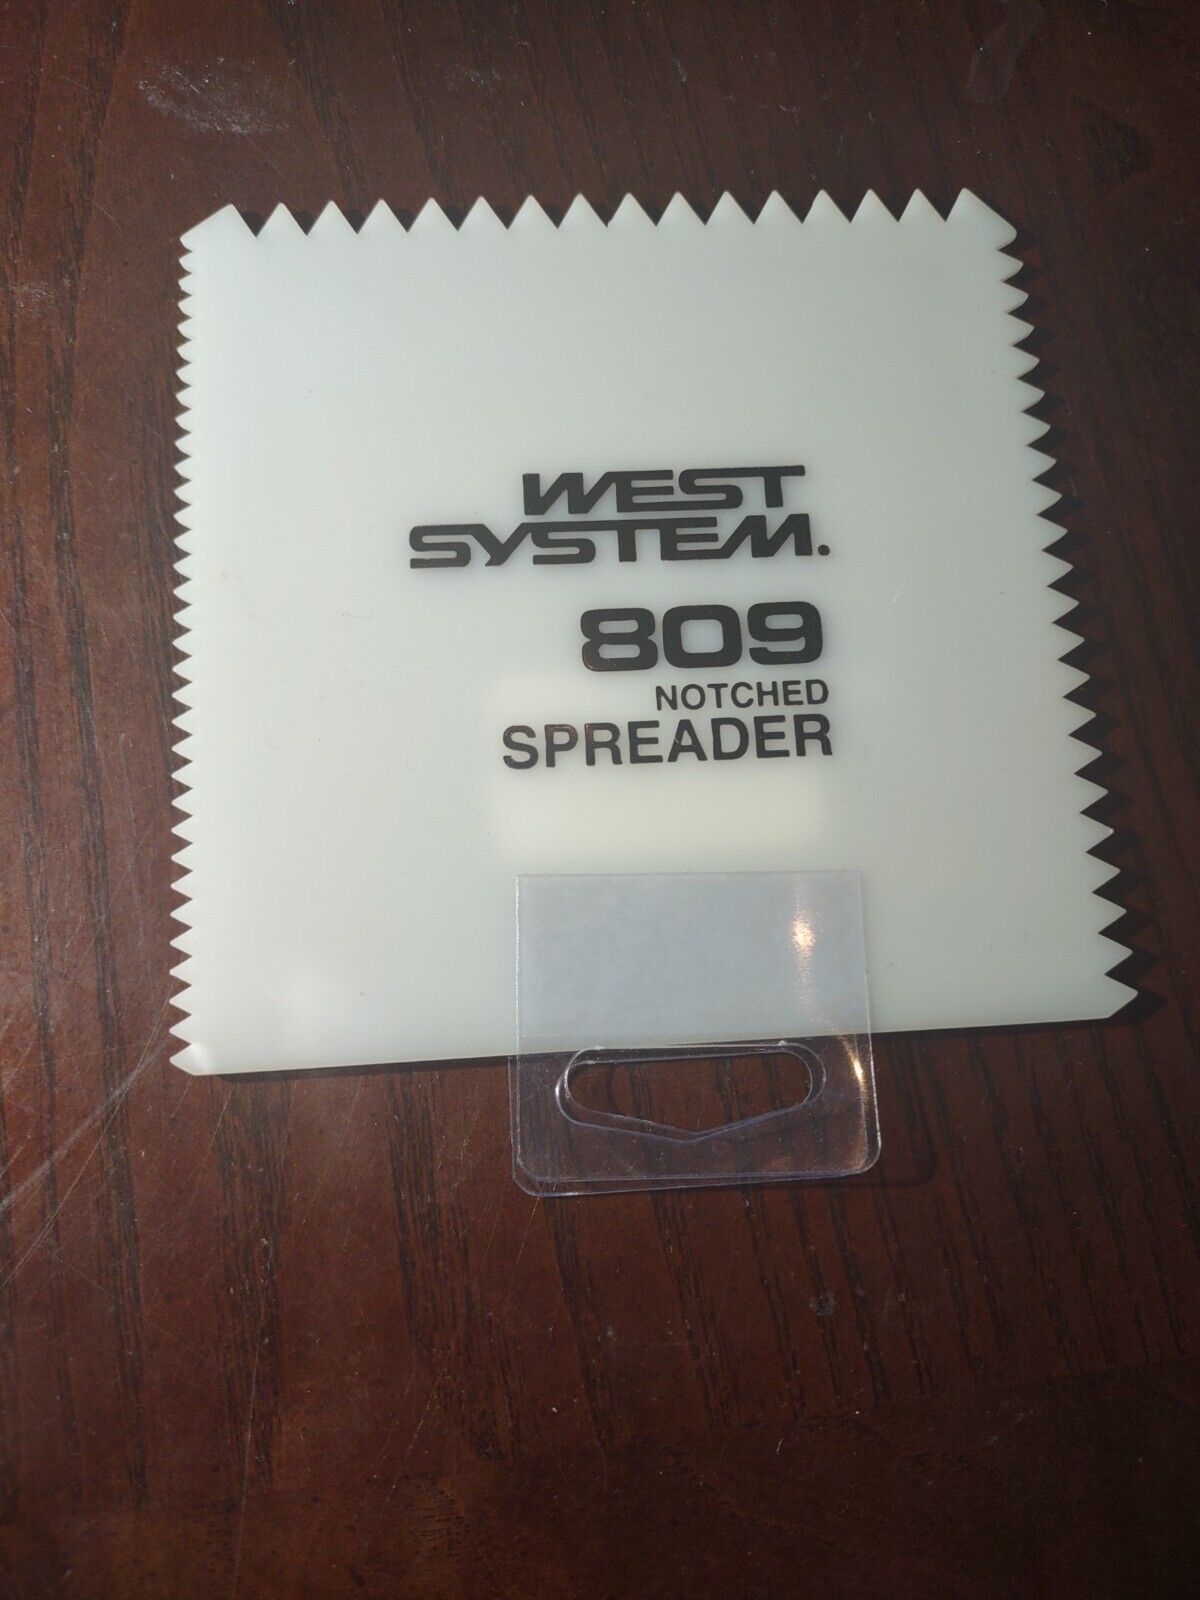 WEST
SYSTEM.
809
NOTCHED
SPREADER